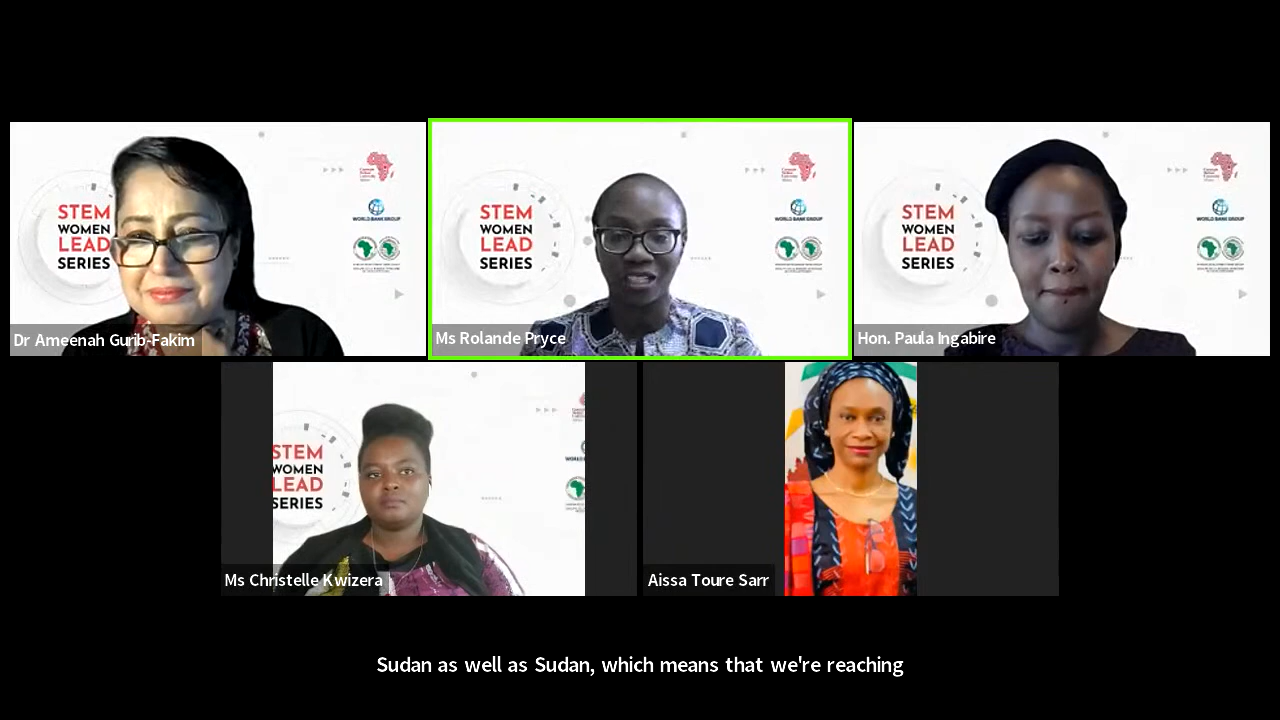 STEM
WOMEN
LEAD
SERIES
WORLD BANK GROUP
Dr Ameenah Gurib-Fakim
STEM
WOMEN
LEAD
SERIES
WORLD BANK GROUP
Ms Rolande Pryce
STEM
WOMEN
LEAD
SERIES
WORLD BANK GROUP
Hon. Paula Ingabire
STEM
WOMEN
LEAD
SERIES
Ms Christelle Kwizera
Aissa Toure Sarr
Sudan as well as Sudan, which means that we're reaching